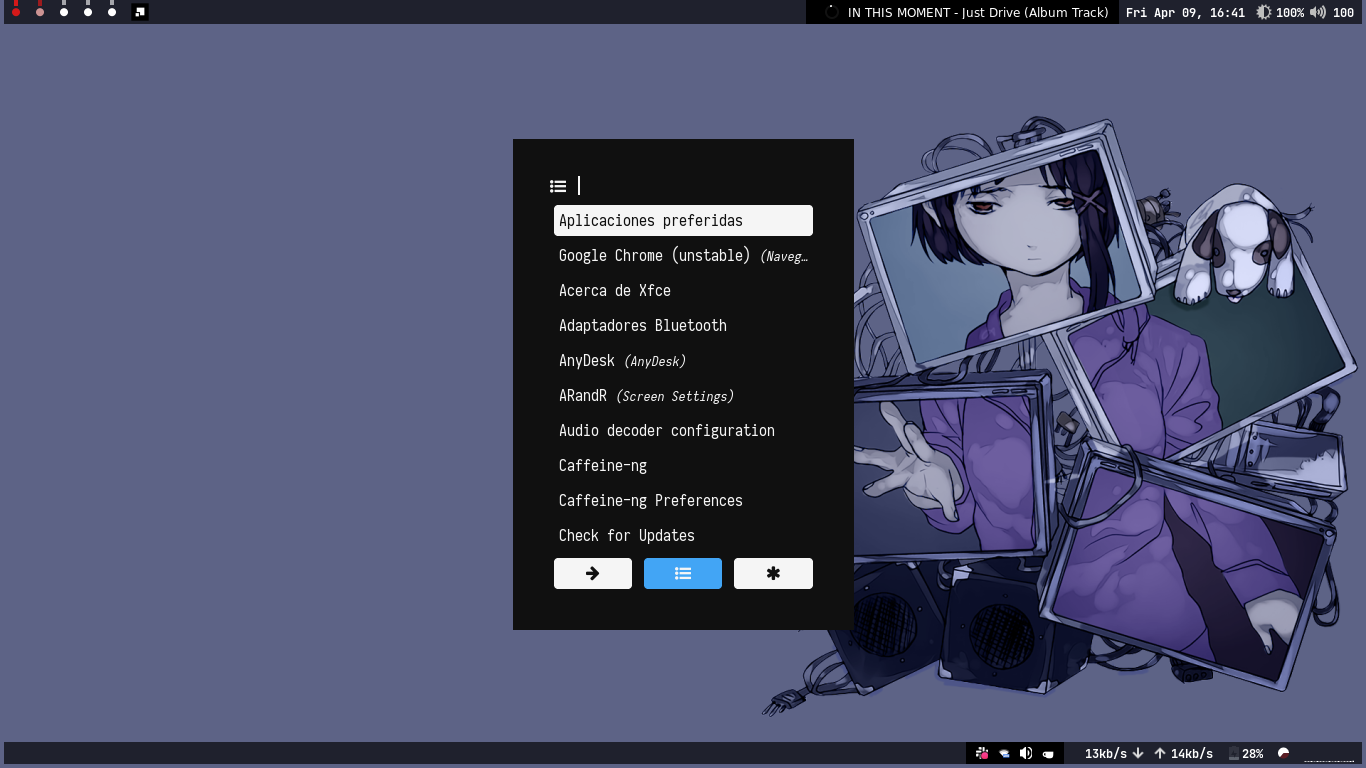 IN THIS MOMENT - Just Drive (Album Track) Fri Apr 09, 16:41 100% 100
Aplicaciones preferidas
Google Chrome (unstable) (Naveg…
Acerca de Xfce
Adaptadores Bluetooth
AnyDesk (AnyDesk)
ARandR (Screen Settings)
Audio decoder configuration
Caffeine-ng
Caffeine-ng Preferences
Check for Updates
13kb/s 14kb/s 28%